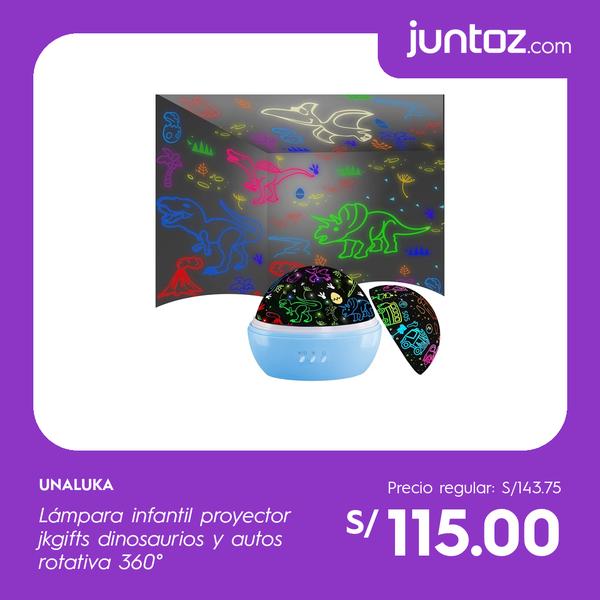 juntoz.com
UNALUKA
Lámpara infantil proyector
jkgifts dinosaurios y autos
rotativa 360°
Precio regular: S/143.75
S/115.00